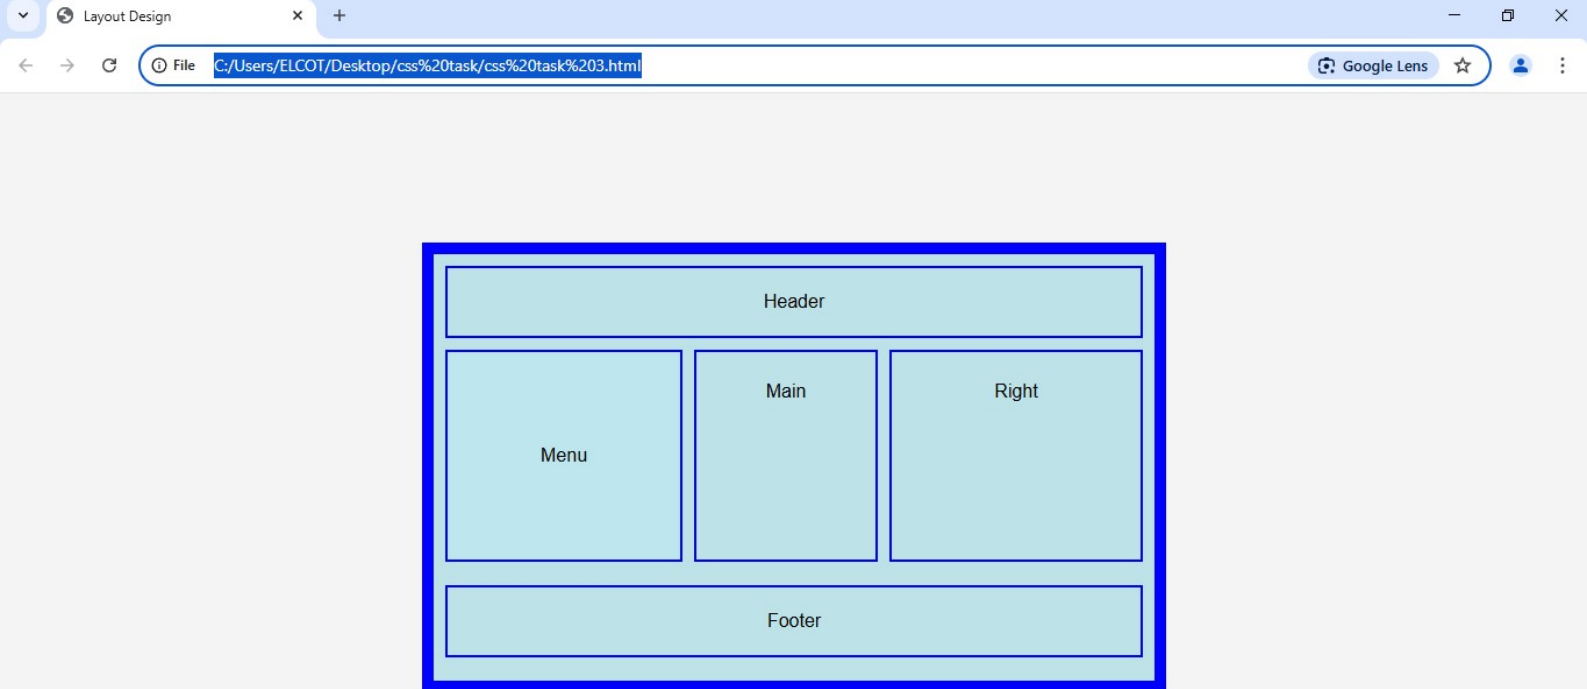 Layout Design
File C:/Users/ELCOT/Desktop/css%20task/css%20task%203.html Google Lens
Header
Main Right
Menu
Footer